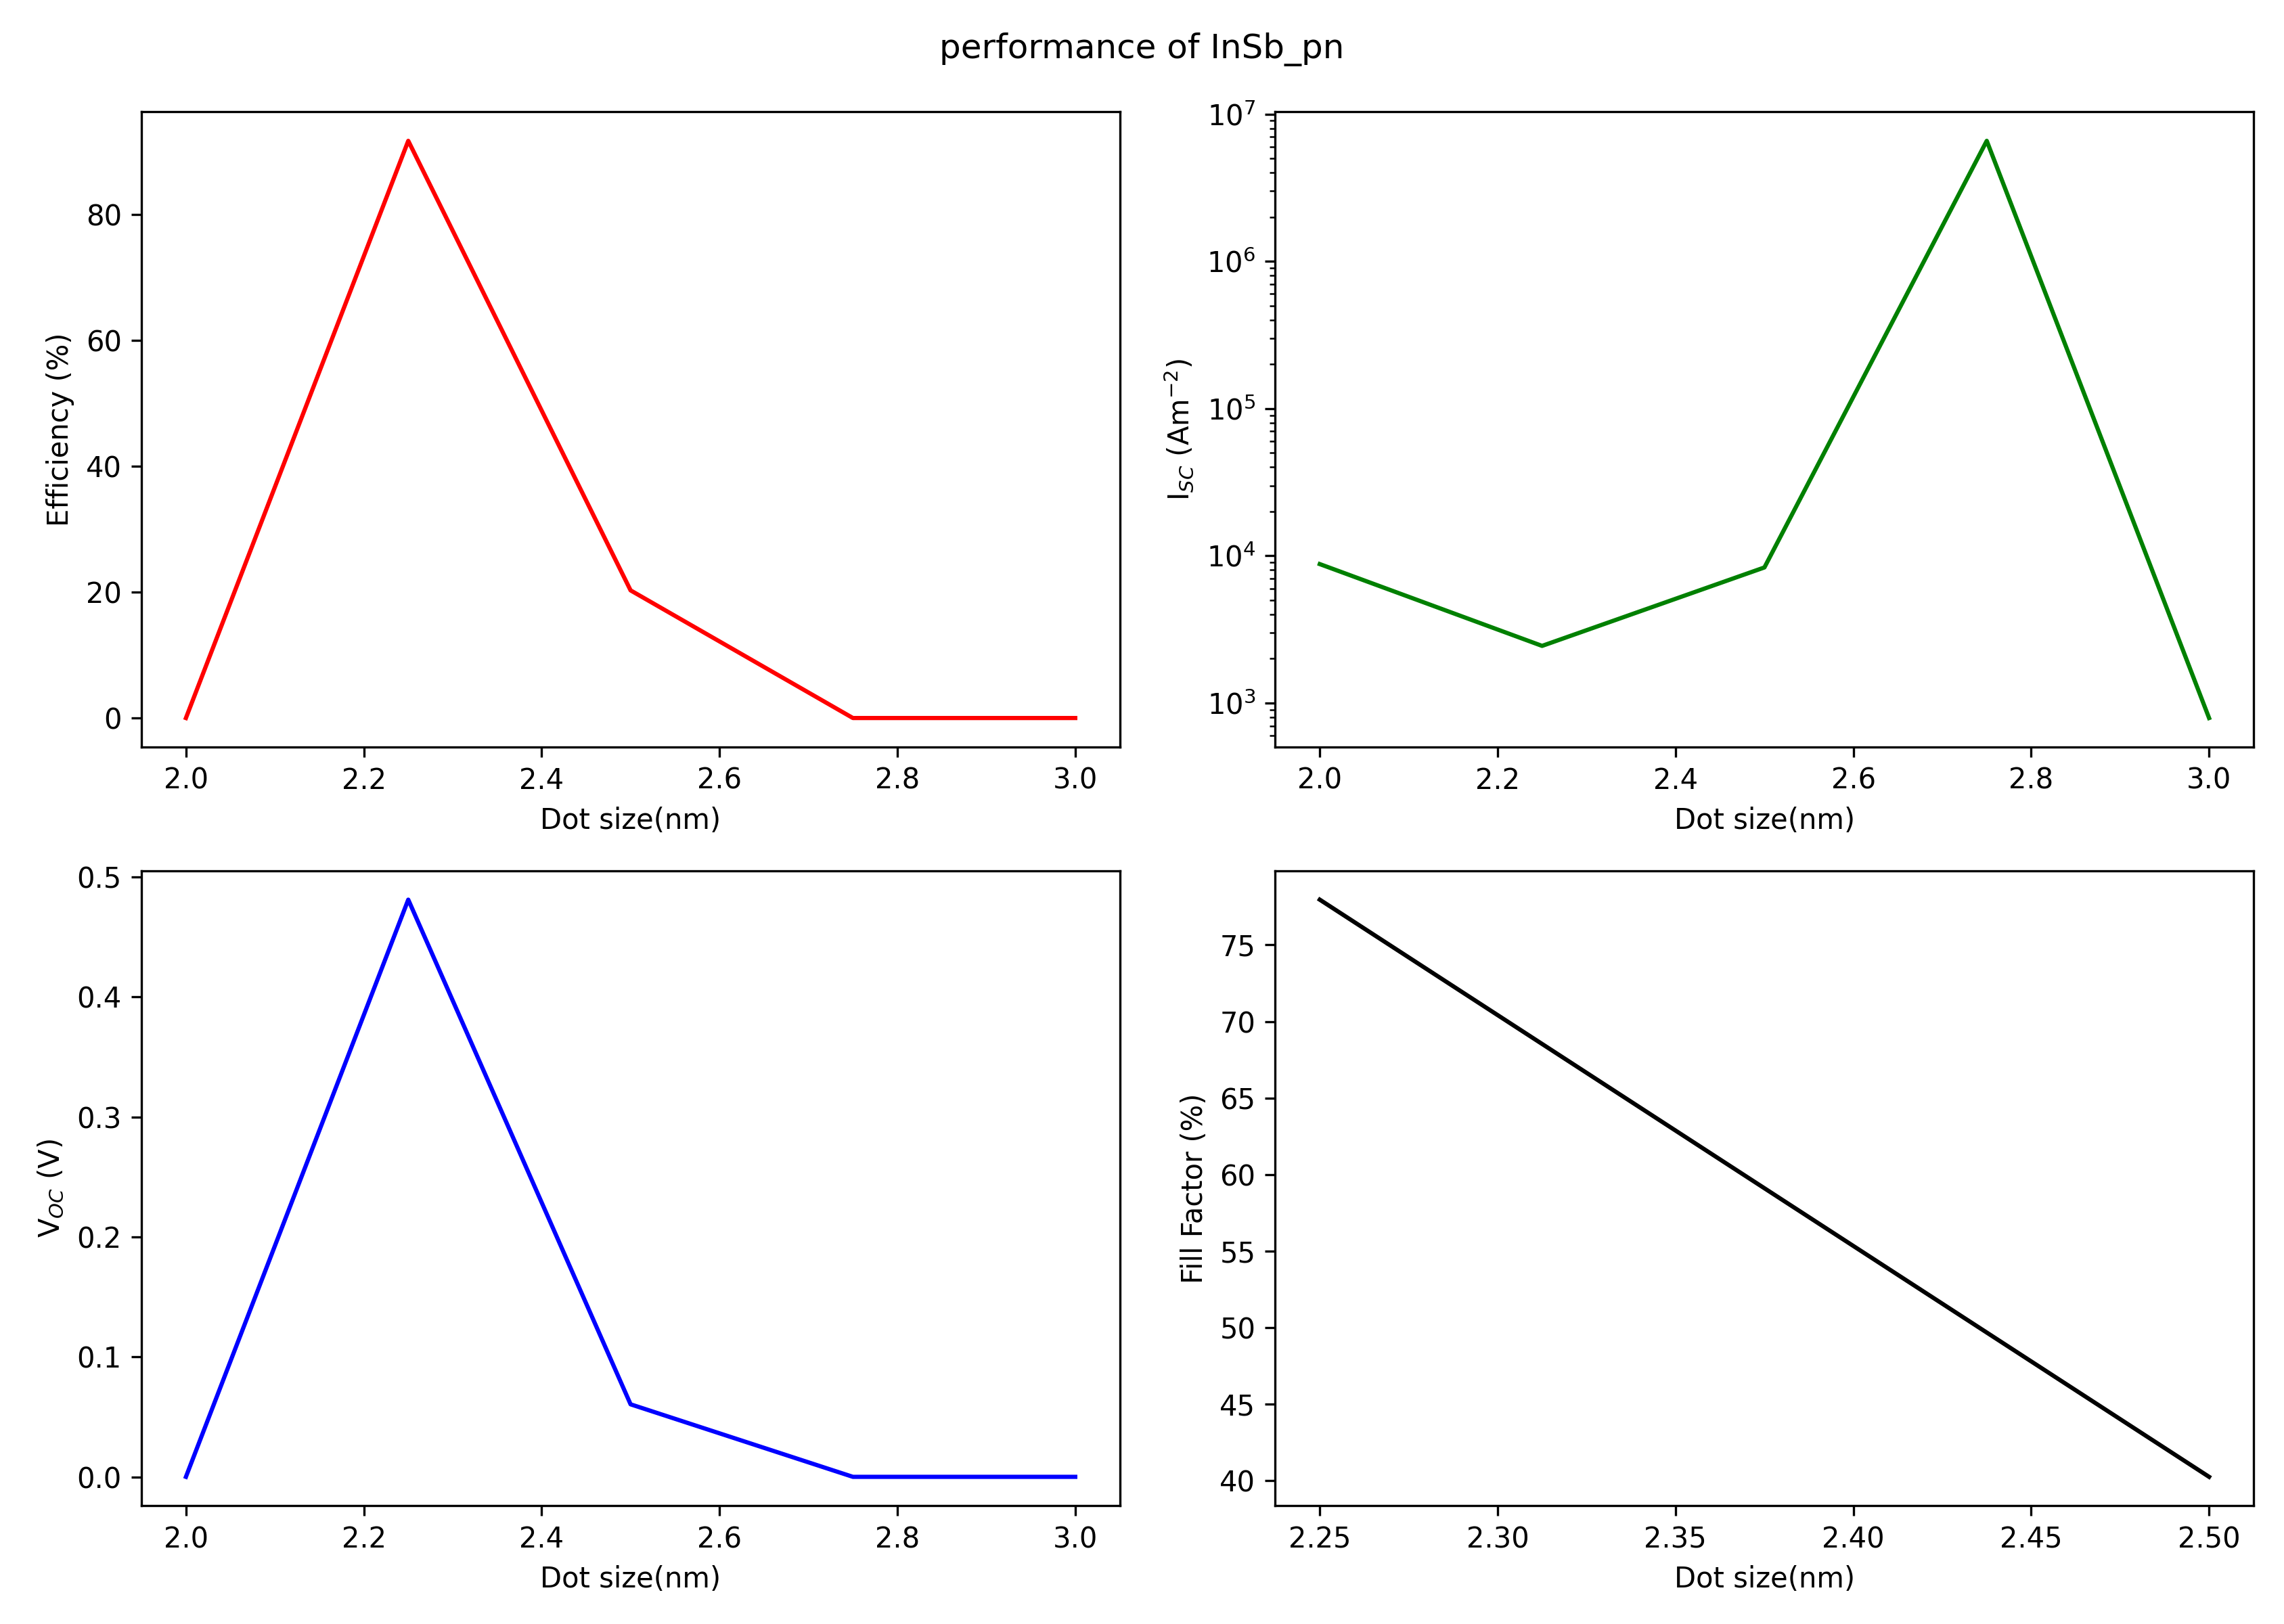 performance of InSb_pn
Efficiency (%)
80
60
40
20
0
2.0 2.2 2.4 2.6 2.8 3.0
Dot size(nm)
I_{SC} (Am^{−2})
10^7
10^6
10^5
10^4
10^3
2.0 2.2 2.4 2.6 2.8 3.0
Dot size(nm)
V_{OC} (V)
0.5
0.4
0.3
0.2
0.1
0.0
2.0 2.2 2.4 2.6 2.8 3.0
Dot size(nm)
Fill Factor (%)
75
70
65
60
55
50
45
40
2.25 2.30 2.35 2.40 2.45 2.50
Dot size(nm)